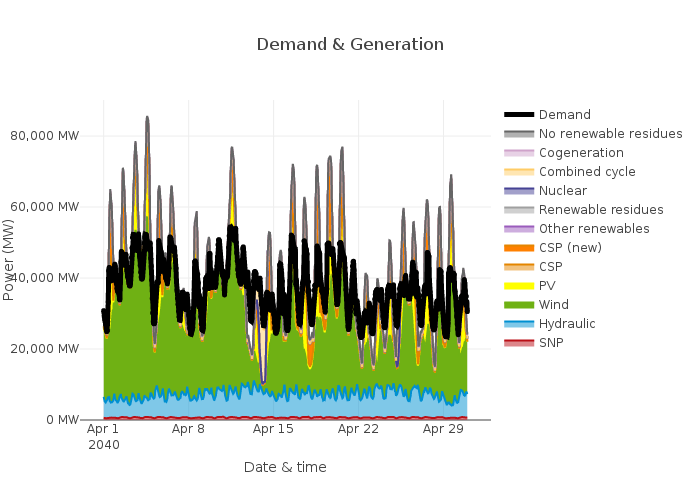 Demand & Generation
80,000 MW
60,000 MW
40,000 MW
20,000 MW
0 MW
Power (MW)
Apr 1
2040
Apr 8
Apr 15
Apr 22
Apr 29
Date & time
Demand
No renewable residues
Cogeneration
Combined cycle
Nuclear
Renewable residues
Other renewables
CSP (new)
CSP
PV
Wind
Hydraulic
SNP